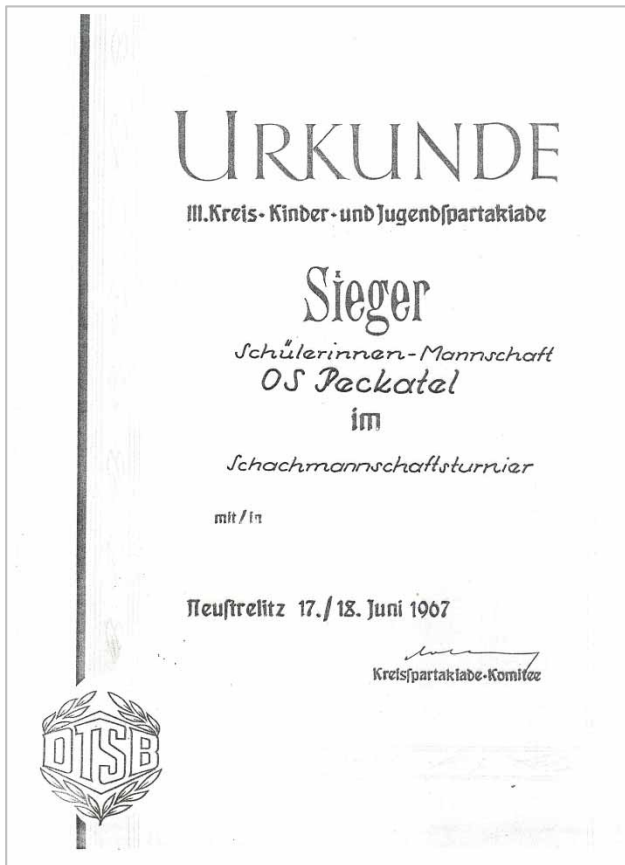 URKUNDE
III. Kreis-Kinder-und Jugendſpartakiade
Sieger
Schülerinnen-Mannschaft
OS Peckatel
im
Schachmannschaftsturnier
mit/in
Neuſtrelitz 17./18. Juni 1967
Kreisſpartakiade-Komitee
DTSB